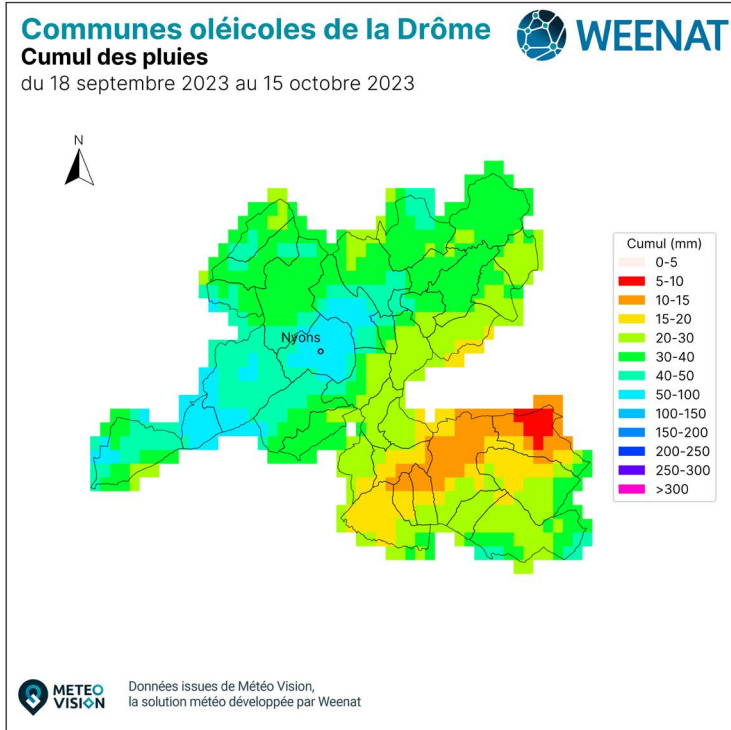 Communes oléicoles de la Drôme
WEENAT
Cumul des pluies
du 18 septembre 2023 au 15 octobre 2023
N
Nyons
Cumul (mm)
0-5
5-10
10-15
15-20
20-30
30-40
40-50
50-100
100-150
150-200
200-250
250-300
>300
METEO
VISION
Données issues de Météo Vision,
la solution météo développée par Weenat